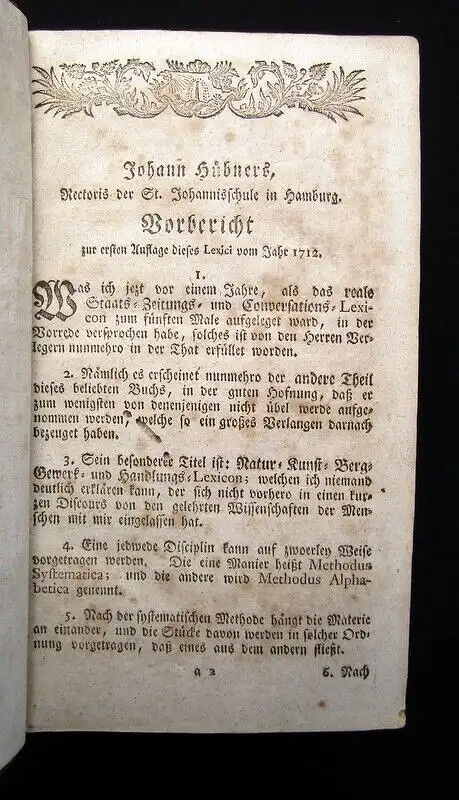 Johann Hübners,
Rectoris der St. Johannisschule in Hamburg.
Vorbericht
zur ersten Auflage dieses Lexici vom Jahr 1712.
1.
Was ich jezt vor einem Jahre, als das reale
Staats- Zeitungs- und Conversations-Lexi-
con zum fünften Male aufgeleget ward, in der
Vorrede versprochen habe, solches ist von den Herren Ver-
legern nunmehro in der That erfüllet worden.
2. Nämlich es erscheinet nunmehro der andere Theil
dieses beliebten Buchs, in der guten Hofnung, daß er
zum wenigsten von denenjenigen nicht übel werde aufge-
nommen werden, welche so ein großes Verlangen darnach
bezeuget haben.
3. Sein besonderer Titel ist: Natur- Kunst- Berg-
Gewerk- und Handlungs-Lexicon; welchen ich niemand
deutlich erklären kann, der sich nicht vorhero in einen kur-
zen Discours von den gelehrten Wissenschaften der Men-
schen mit mir eingelassen hat.
4. Eine jedwede Disciplin kann auf zwoerley Weise
vorgetragen werden. Die eine Manier heißt Methodus
Systematica; und die andere wird Methodus Alpha-
betica genennt.
5. Nach der systematischen Methode hängt die Materie
an einander, und die Stücke davon werden in solcher Ord-
nung vorgetragen, daß eines aus dem andern fließt.
a 2 6. Nach